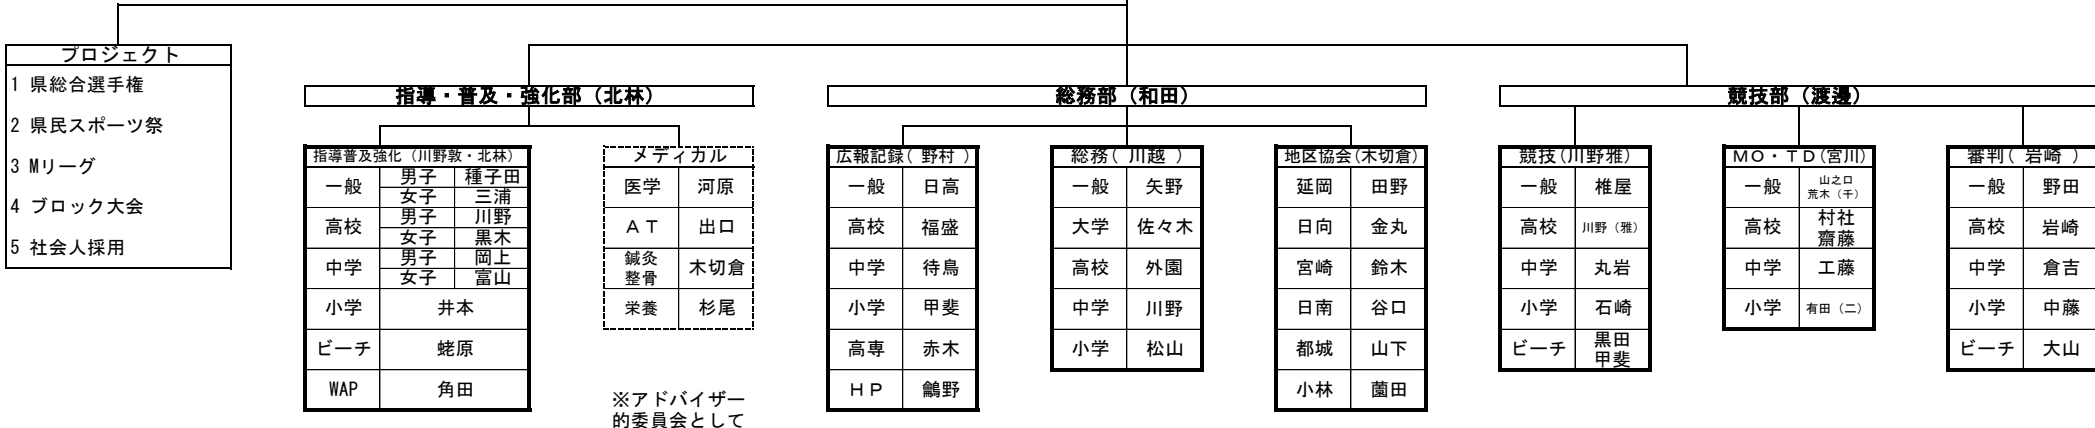 プロジェクト
1 県総合選手権
2 県民スポーツ祭
3 Mリーグ
4 ブロック大会
5 社会人採用
指導・普及・強化部（北林）
指導普及強化（川野敦・北林）
一般 男子 種子田
女子 三浦
高校 男子 川野
女子 黒木
中学 男子 岡上
女子 富山
小学 井本
ビーチ 蛯原
WAP 角田
メディカル
医学 河原
ＡＴ 出口
鍼灸
整骨 木切倉
栄養 杉尾
※アドバイザー
的委員会として
総務部（和田）
広報記録( 野村 )
一般 日高
高校 福盛
中学 待鳥
小学 甲斐
高専 赤木
ＨＰ 鸙野
総務( 川越 )
一般 矢野
大学 佐々木
高校 外園
中学 川野
小学 松山
地区協会(木切倉)
延岡 田野
日向 金丸
宮崎 鈴木
日南 谷口
都城 山下
小林 薗田
競技部（渡邊）
競技(川野雅)
一般 椎屋
高校 川野（雅）
中学 丸岩
小学 石崎
ビーチ 黒田
甲斐
ＭＯ・ＴＤ(宮川)
一般 山之口
荒木（千）
高校 村社
齋藤
中学 工藤
小学 有田（二）
審判( 岩崎 )
一般 野田
高校 岩崎
中学 倉吉
小学 中藤
ビーチ 大山